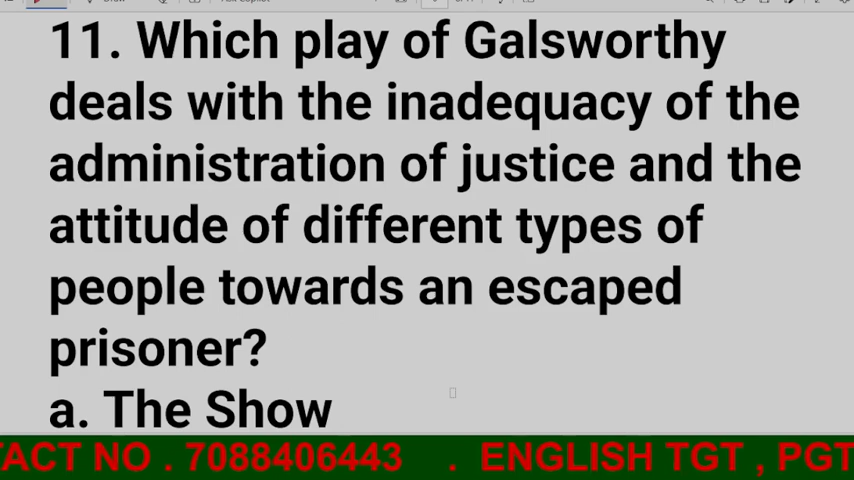 11. Which play of Galsworthy
deals with the inadequacy of the
administration of justice and the
attitude of different types of
people towards an escaped
prisoner?
a. The Show
TACT NO . 7088406443 . ENGLISH TGT , PGT